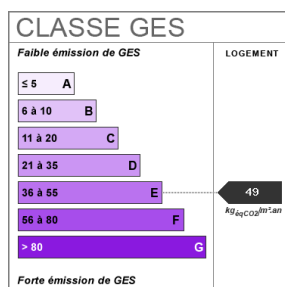 CLASSE GES
Faible émission de GES
LOGEMENT
≤ 5 A
6 à 10 B
11 à 20 C
21 à 35 D
36 à 55 E
49
kgéqCO2/m².an
56 à 80 F
> 80 G
Forte émission de GES